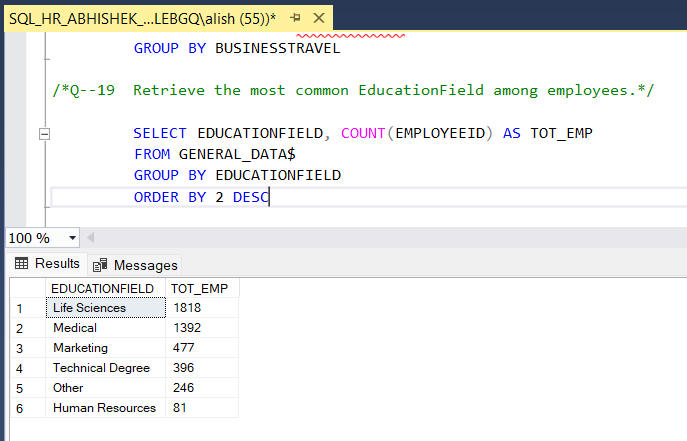 SQL_HR_ABHISHEK_...LEBGQ\alish (55))*
GROUP BY BUSINESSTRAVEL
/*Q--19  Retrieve the most common EducationField among employees.*/
SELECT EDUCATIONFIELD, COUNT(EMPLOYEEID) AS TOT_EMP
FROM GENERAL_DATA$
GROUP BY EDUCATIONFIELD
ORDER BY 2 DESC
100 %
Results Messages
EDUCATIONFIELD TOT_EMP
1 Life Sciences 1818
2 Medical 1392
3 Marketing 477
4 Technical Degree 396
5 Other 246
6 Human Resources 81